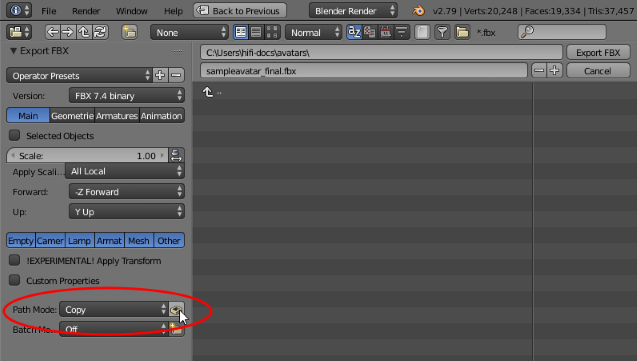 File Render Window Help Back to Previous Blender Render v2.79 | Verts:20,248 | Faces:19,334 | Tris:37,457
None Normal *.fbx
Export FBX
C:\Users\hifi-docs\avatars\ Export FBX
sampleavatar_final.fbx Cancel
Operator Presets
..
Version: FBX 7.4 binary
Main Geometrie Armatures Animation
Selected Objects
Scale: 1.00
Apply Scali... All Local
Forward: -Z Forward
Up: Y Up
Empty Camer Lamp Armat Mesh Other
!EXPERIMENTAL! Apply Transform
Custom Properties
Path Mode: Copy
Batch Mo... Off